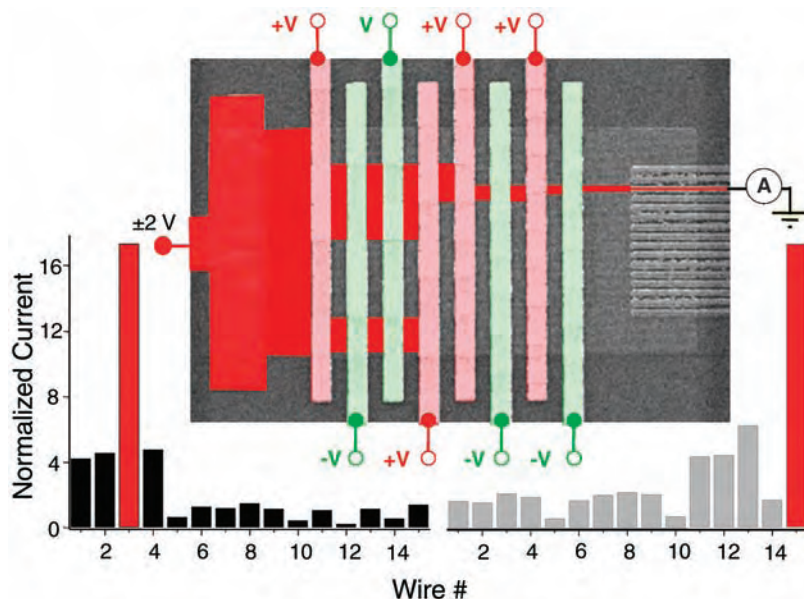 +V V +V +V
A
±2 V
-V +V -V -V
Normalized Current
16
12
8
4
0
2 4 6 8 10 12 14
2 4 6 8 10 12 14
Wire #